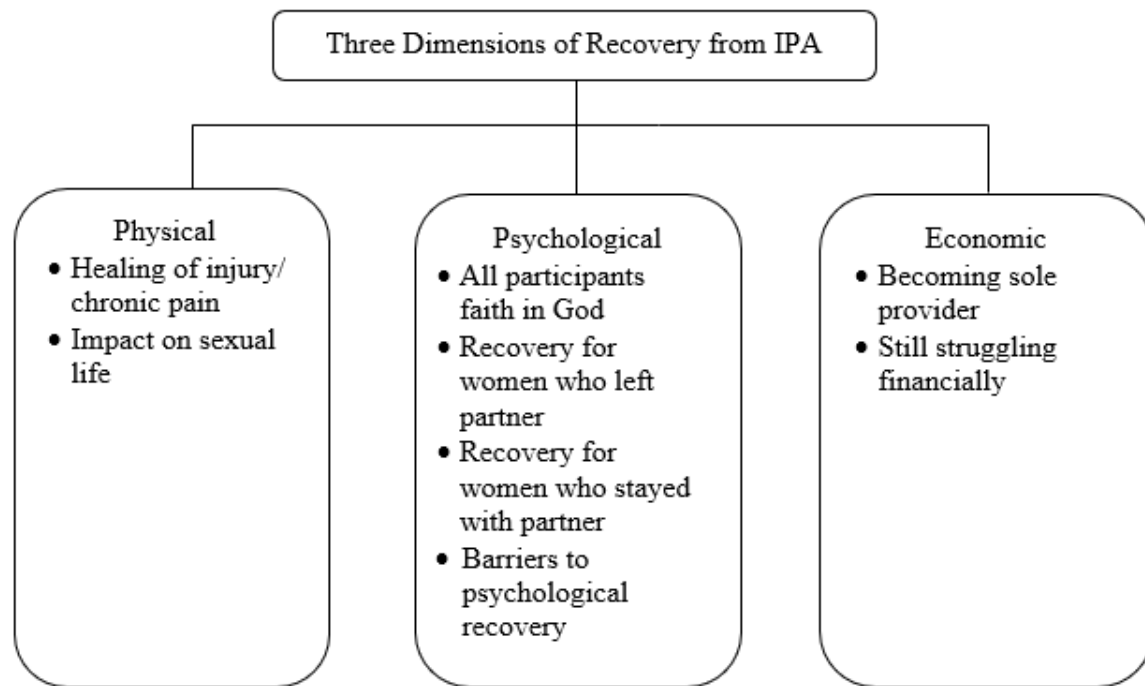 Three Dimensions of Recovery from IPA
Physical
• Healing of injury/
chronic pain
• Impact on sexual
life
Psychological
• All participants
faith in God
• Recovery for
women who left
partner
• Recovery for
women who stayed
with partner
• Barriers to
psychological
recovery
Economic
• Becoming sole
provider
• Still struggling
financially